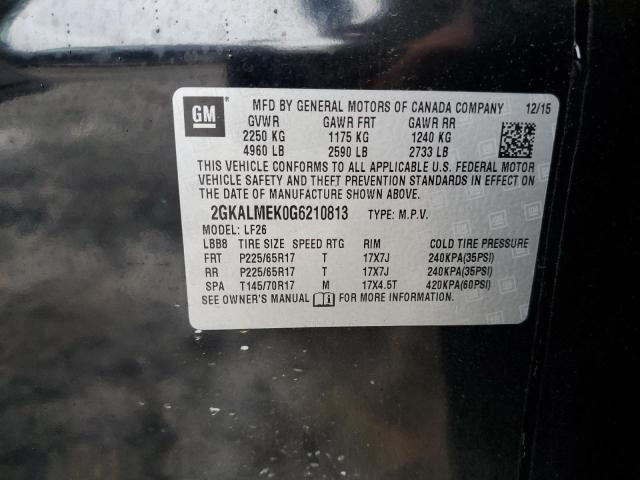 GM
MFD BY GENERAL MOTORS OF CANADA COMPANY 12/15
GVWR GAWR FRT GAWR RR
2250 KG 1175 KG 1240 KG
4960 LB 2590 LB 2733 LB
THIS VEHICLE CONFORMS TO ALL APPLICABLE U.S. FEDERAL MOTOR
VEHICLE SAFETY AND THEFT PREVENTION STANDARDS IN EFFECT ON
THE DATE OF MANUFACTURE SHOWN ABOVE.
2GKALMEK0G6210813 TYPE: M.P.V.
MODEL: LF26
LBB8 TIRE SIZE SPEED RTG RIM COLD TIRE PRESSURE
FRT P225/65R17 T 17X7J 240KPA(35PSI)
RR P225/65R17 T 17X7J 240KPA(35PSI)
SPA T145/70R17 M 17X4.5T 420KPA(60PSI)
SEE OWNER'S MANUAL FOR MORE INFORMATION.